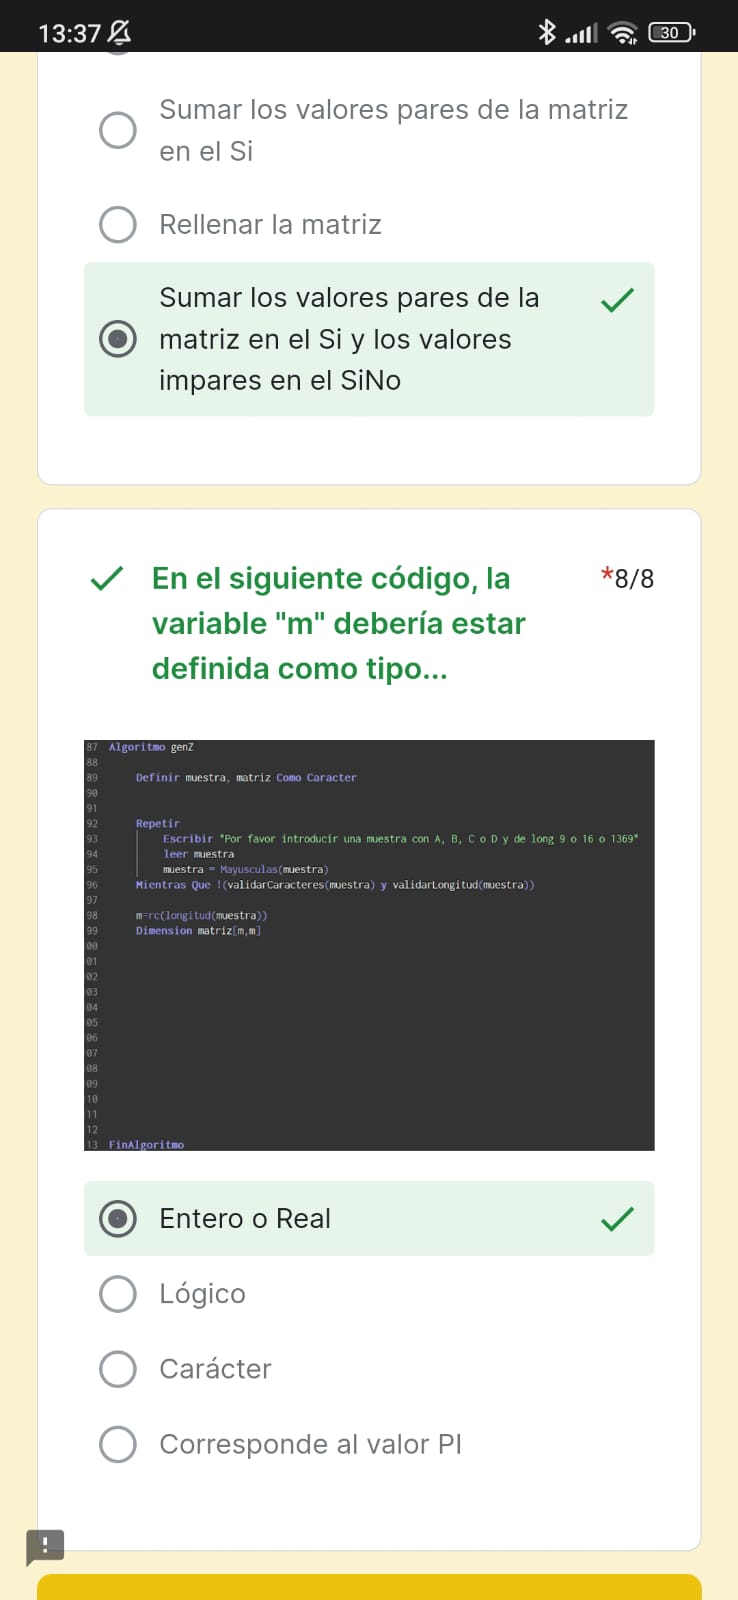 13:37
30
Sumar los valores pares de la matriz
en el Si
Rellenar la matriz
Sumar los valores pares de la
matriz en el Si y los valores
impares en el SiNo
En el siguiente código, la
variable "m" debería estar
definida como tipo...
*8/8
87 Algoritmo genZ
88
89 Definir muestra, matriz Como Caracter
90
91
92 Repetir
93 Escribir "Por favor introducir una muestra con A, B, C o D y de long 9 o 16 o 1369"
94 leer muestra
95 muestra = Mayusculas(muestra)
96 Mientras Que !(validarCaracteres(muestra) y validarLongitud(muestra))
97
98 m=rc(longitud(muestra))
99 Dimension matriz[m,m]
00
01
02
03
04
05
06
07
08
09
10
11
12
13 FinAlgoritmo
Entero o Real
Lógico
Carácter
Corresponde al valor PI
!